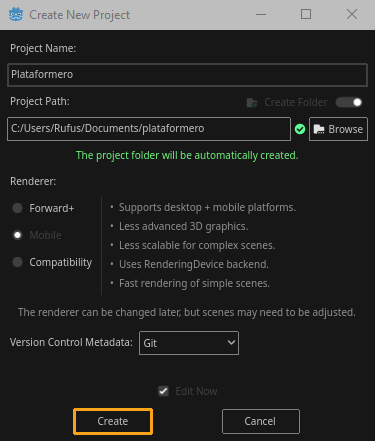 Create New Project
Project Name:
Plataformero
Project Path:
Create Folder
C:/Users/Rufus/Documents/plataformero
Browse
The project folder will be automatically created.
Renderer:
Forward+
Mobile
Compatibility
• Supports desktop + mobile platforms.
• Less advanced 3D graphics.
• Less scalable for complex scenes.
• Uses RenderingDevice backend.
• Fast rendering of simple scenes.
The renderer can be changed later, but scenes may need to be adjusted.
Version Control Metadata:
Git
Edit Now
Create
Cancel